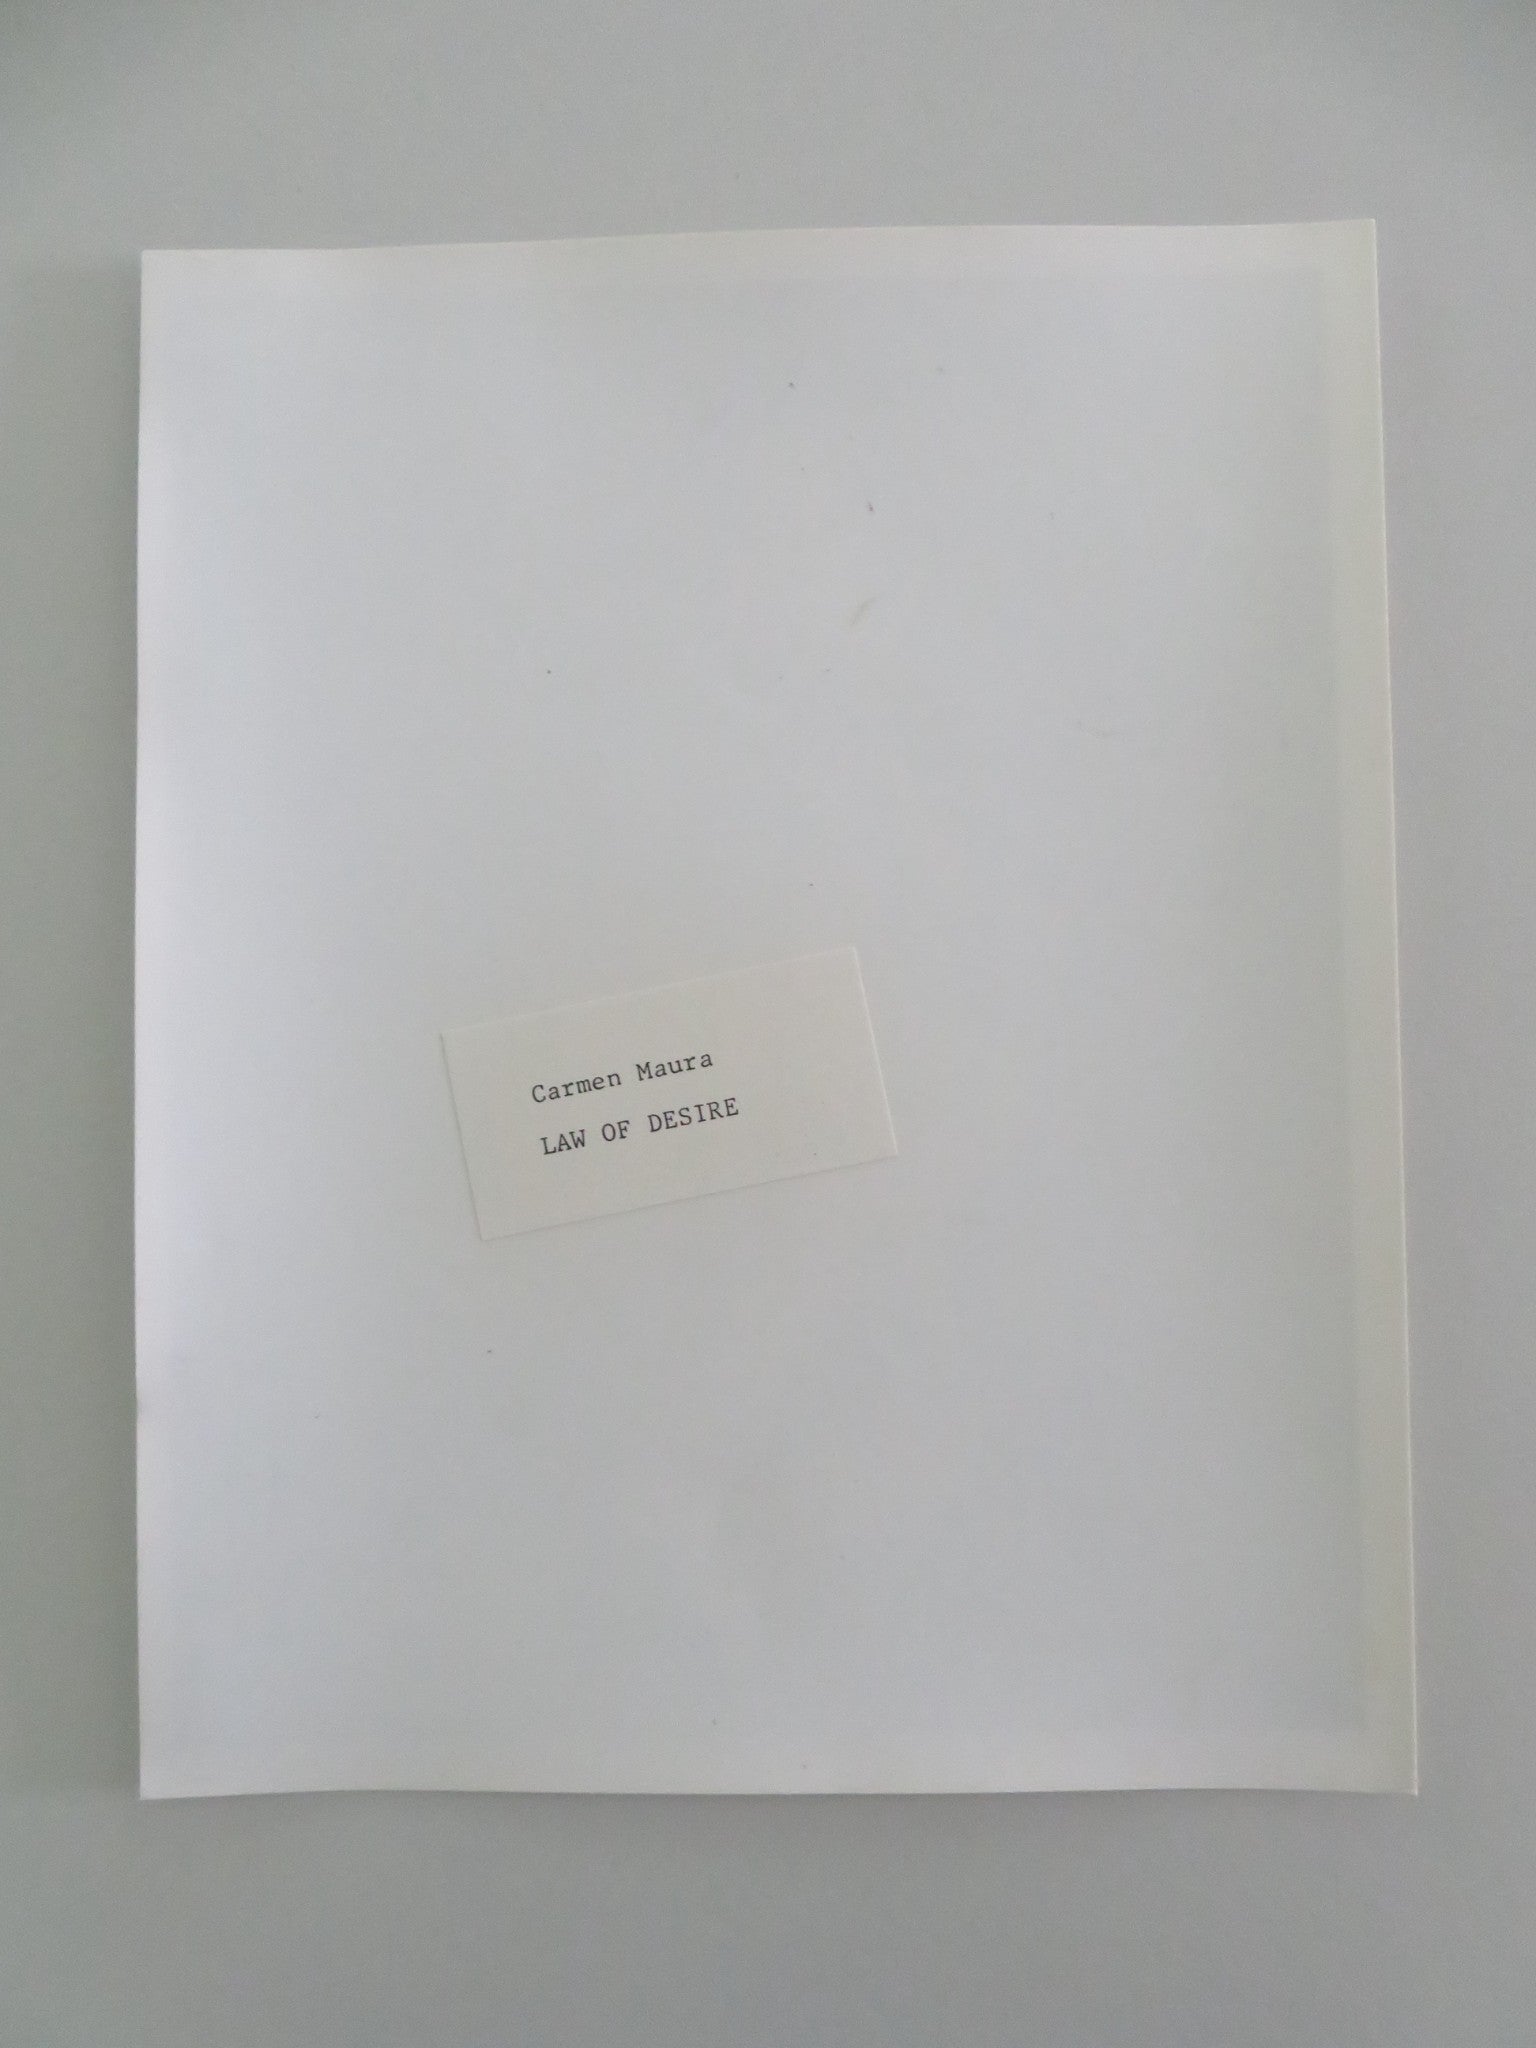 Carmen Maura
LAW OF DESIRE